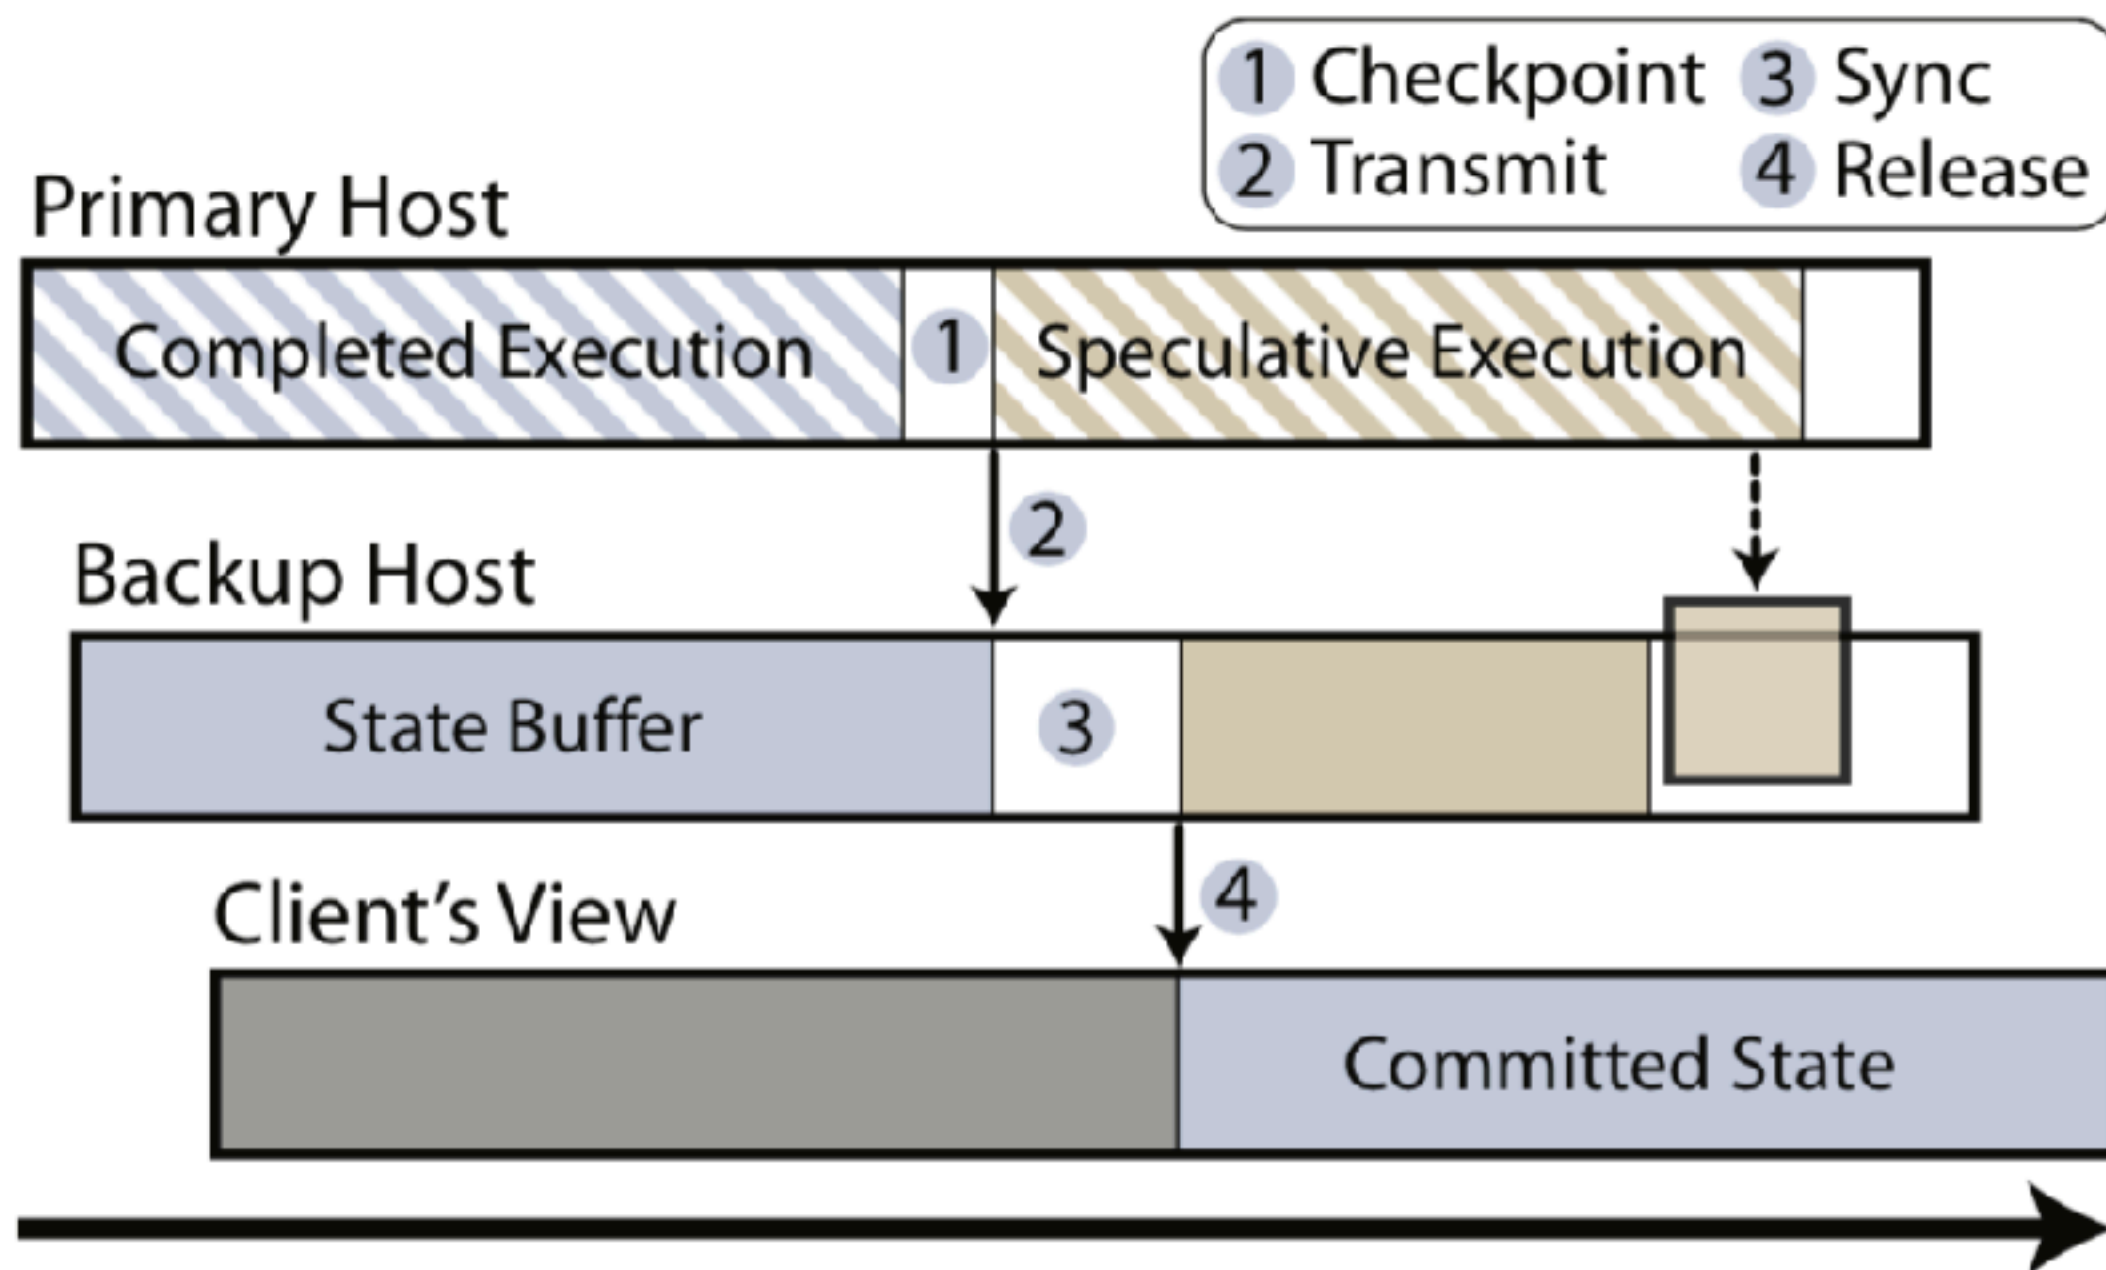 1 Checkpoint 3 Sync
2 Transmit 4 Release
Primary Host
Completed Execution 1 Speculative Execution
2
Backup Host
State Buffer 3
4
Client’s View
Committed State